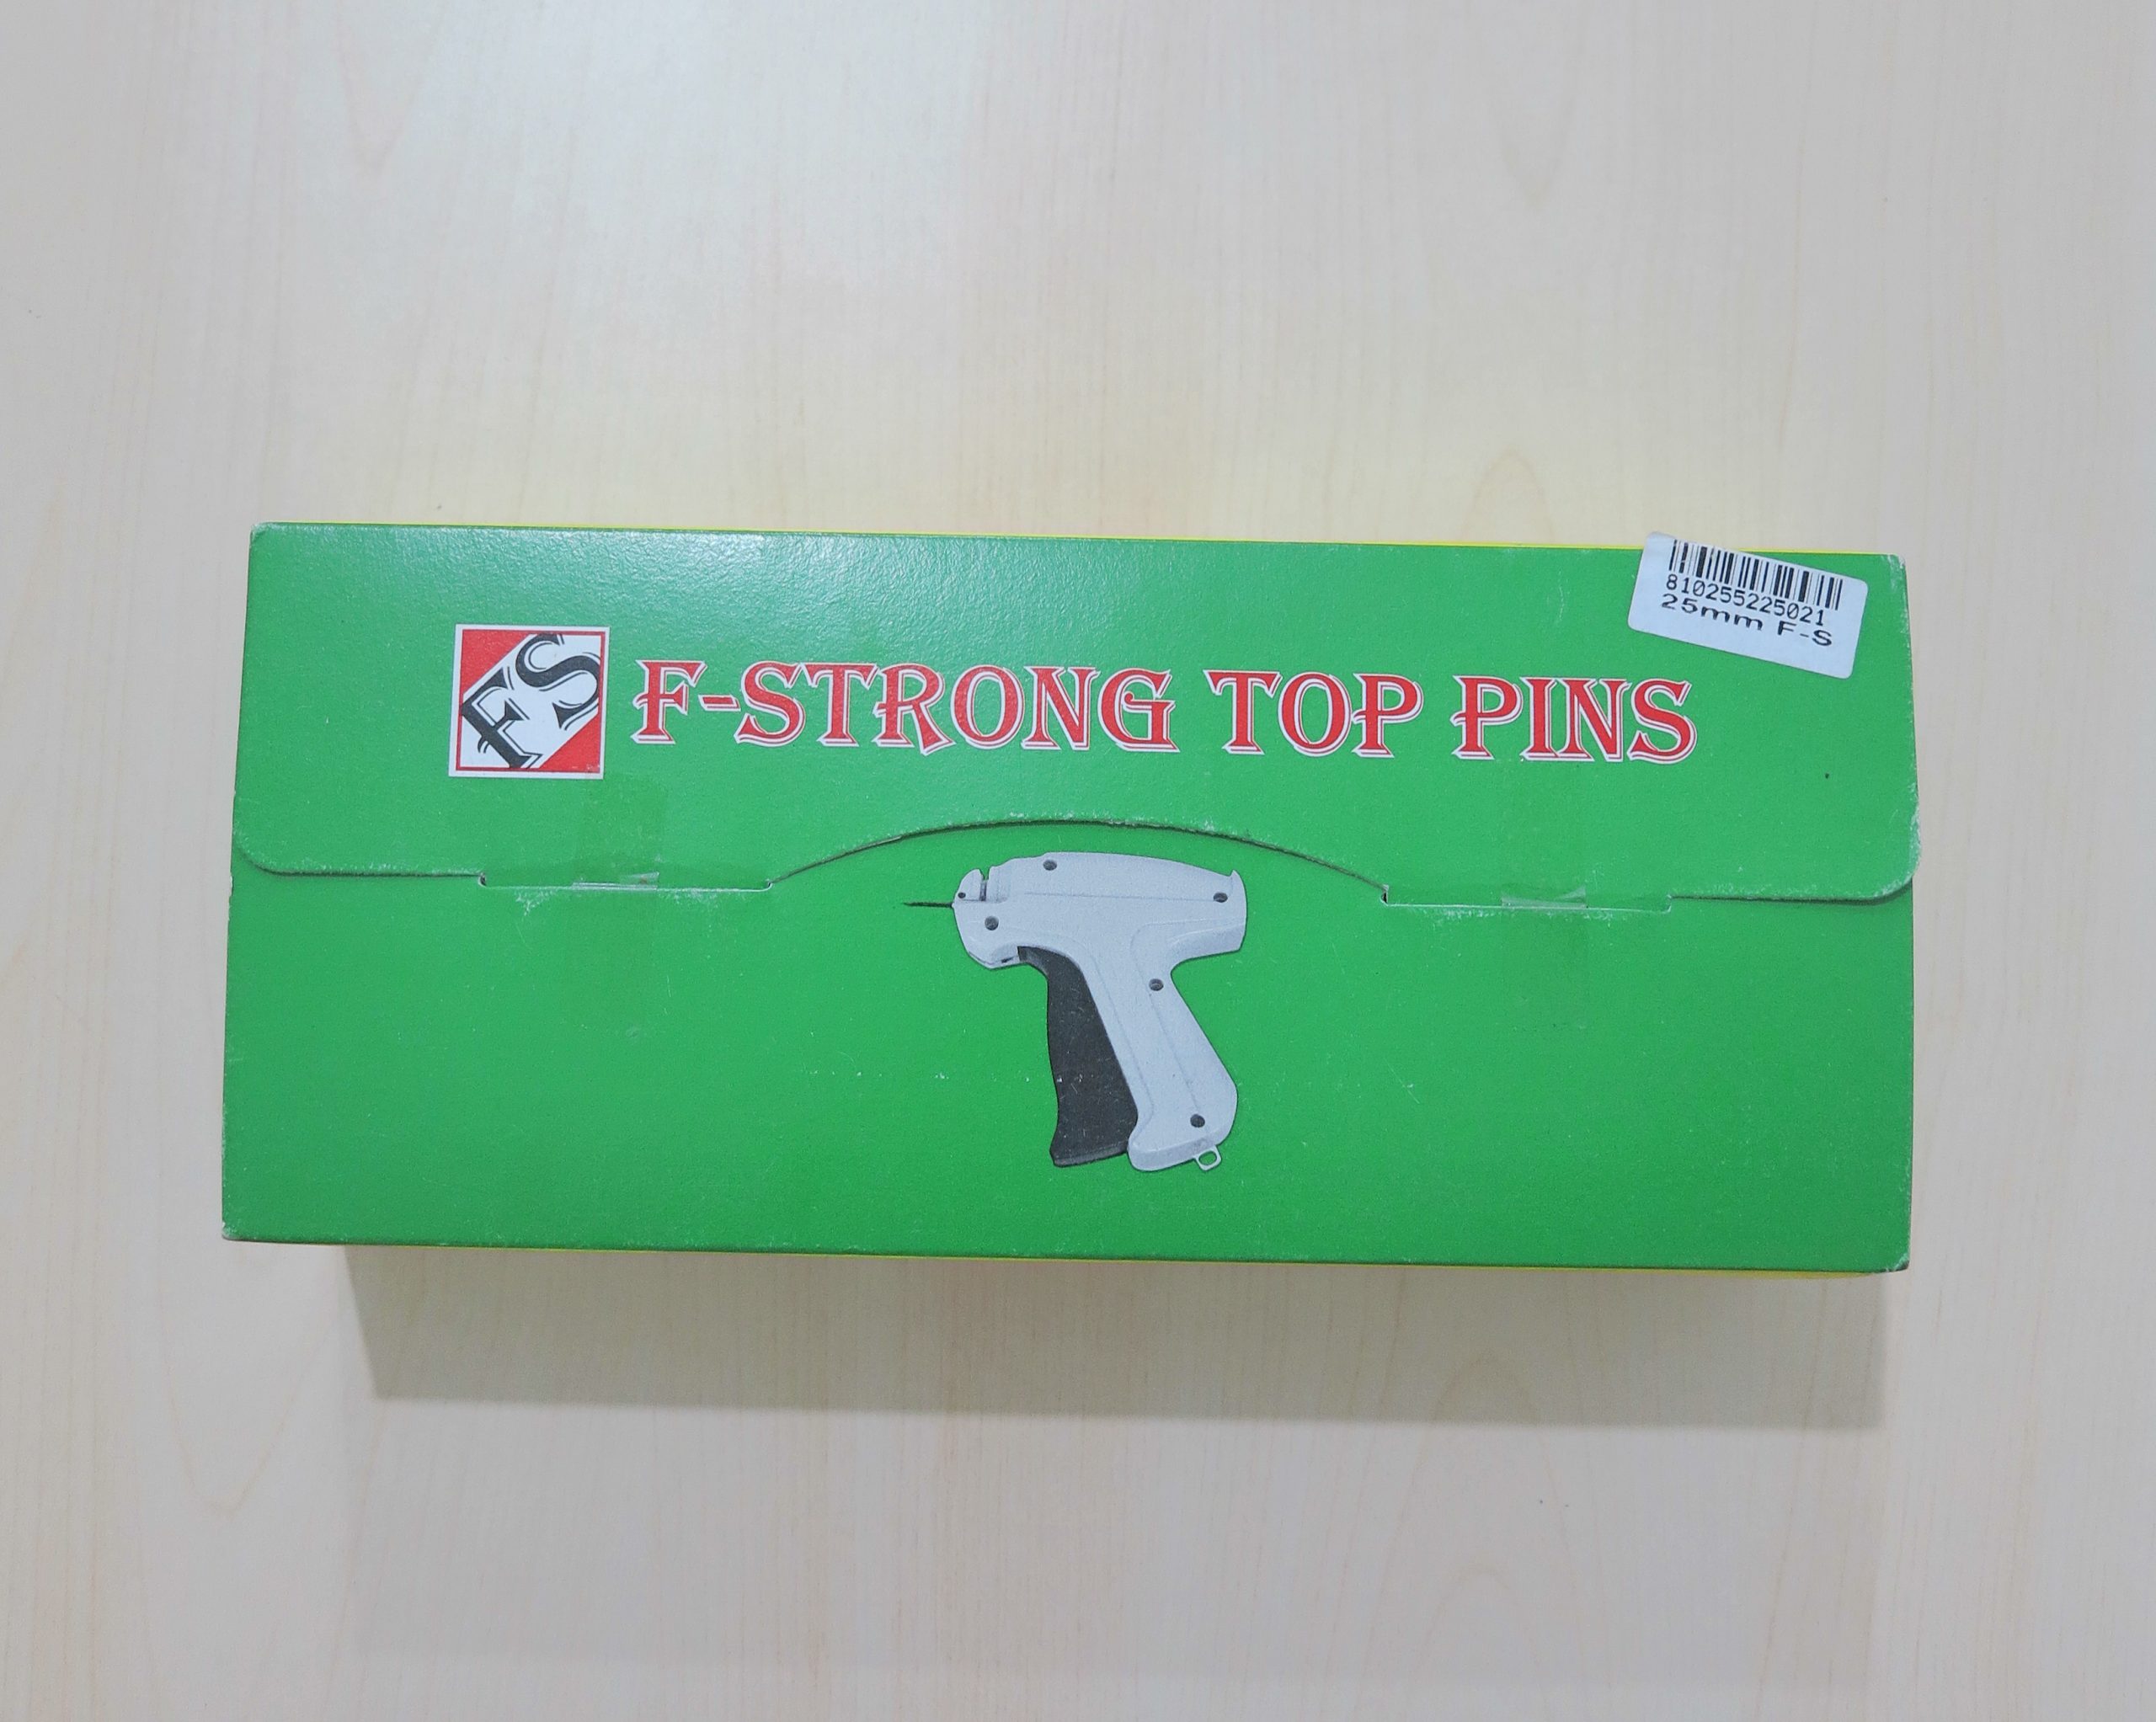 FS
F-STRONG TOP PINS
810255225021
25mm F-S